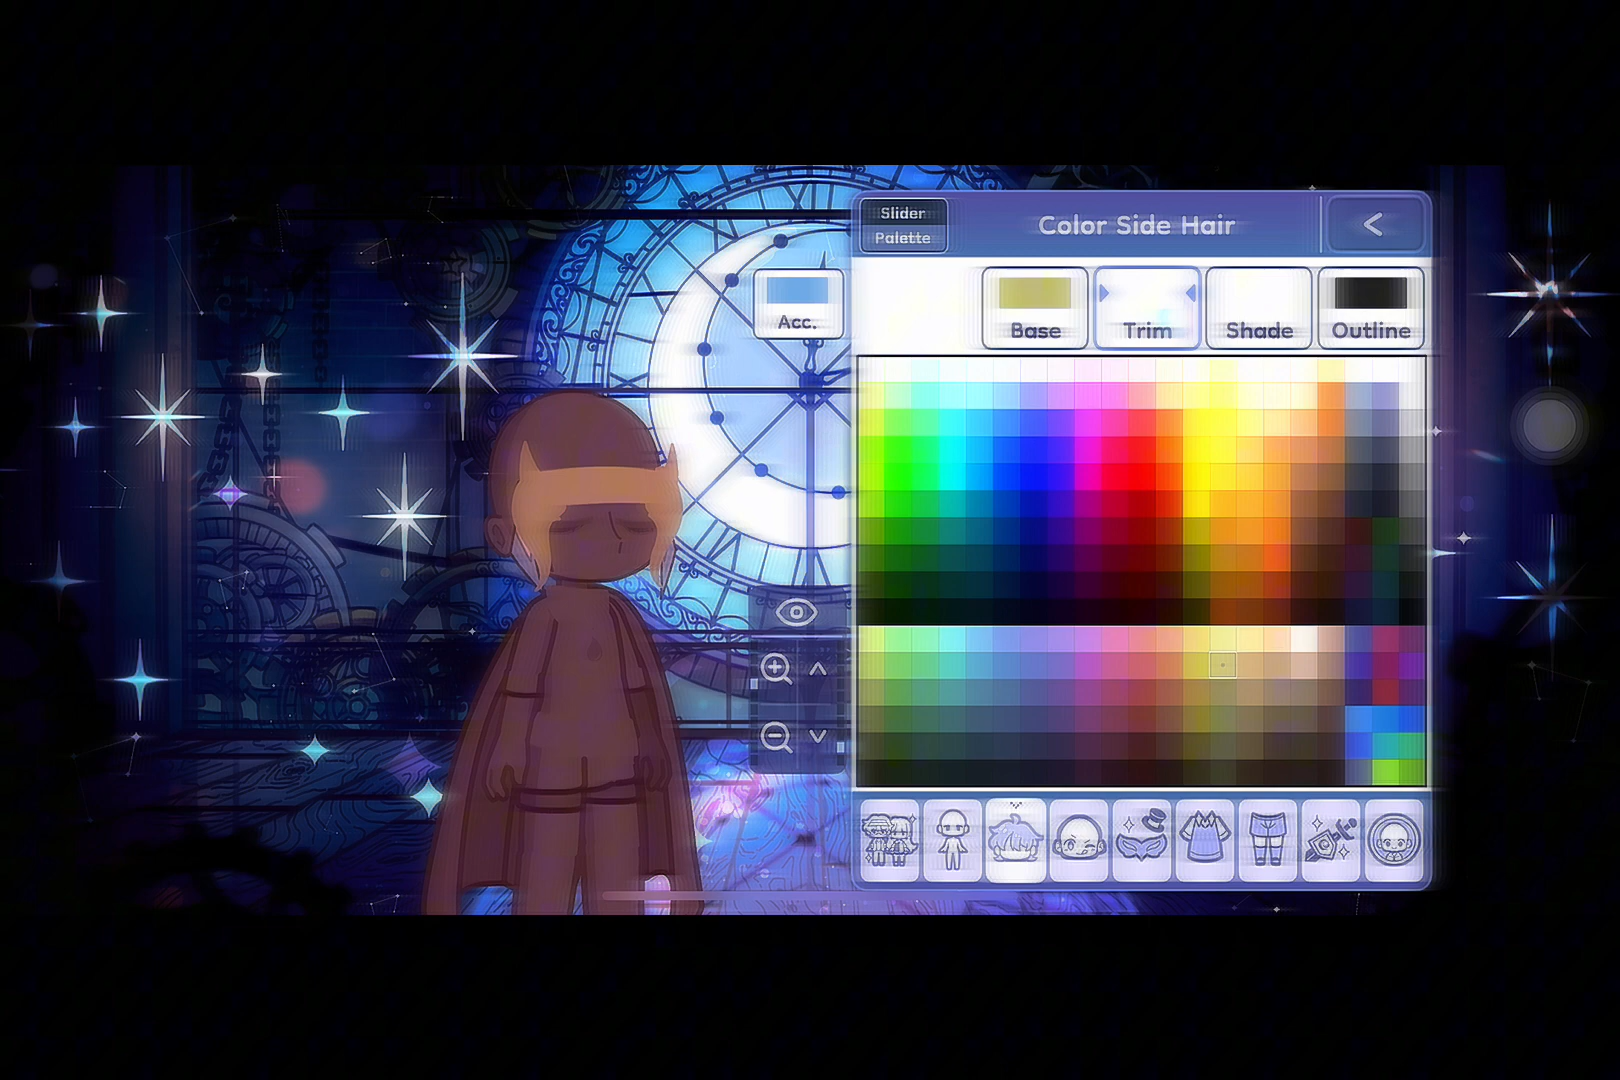 Slider
Palette
Color Side Hair
Acc.
Base
Trim
Shade
Outline